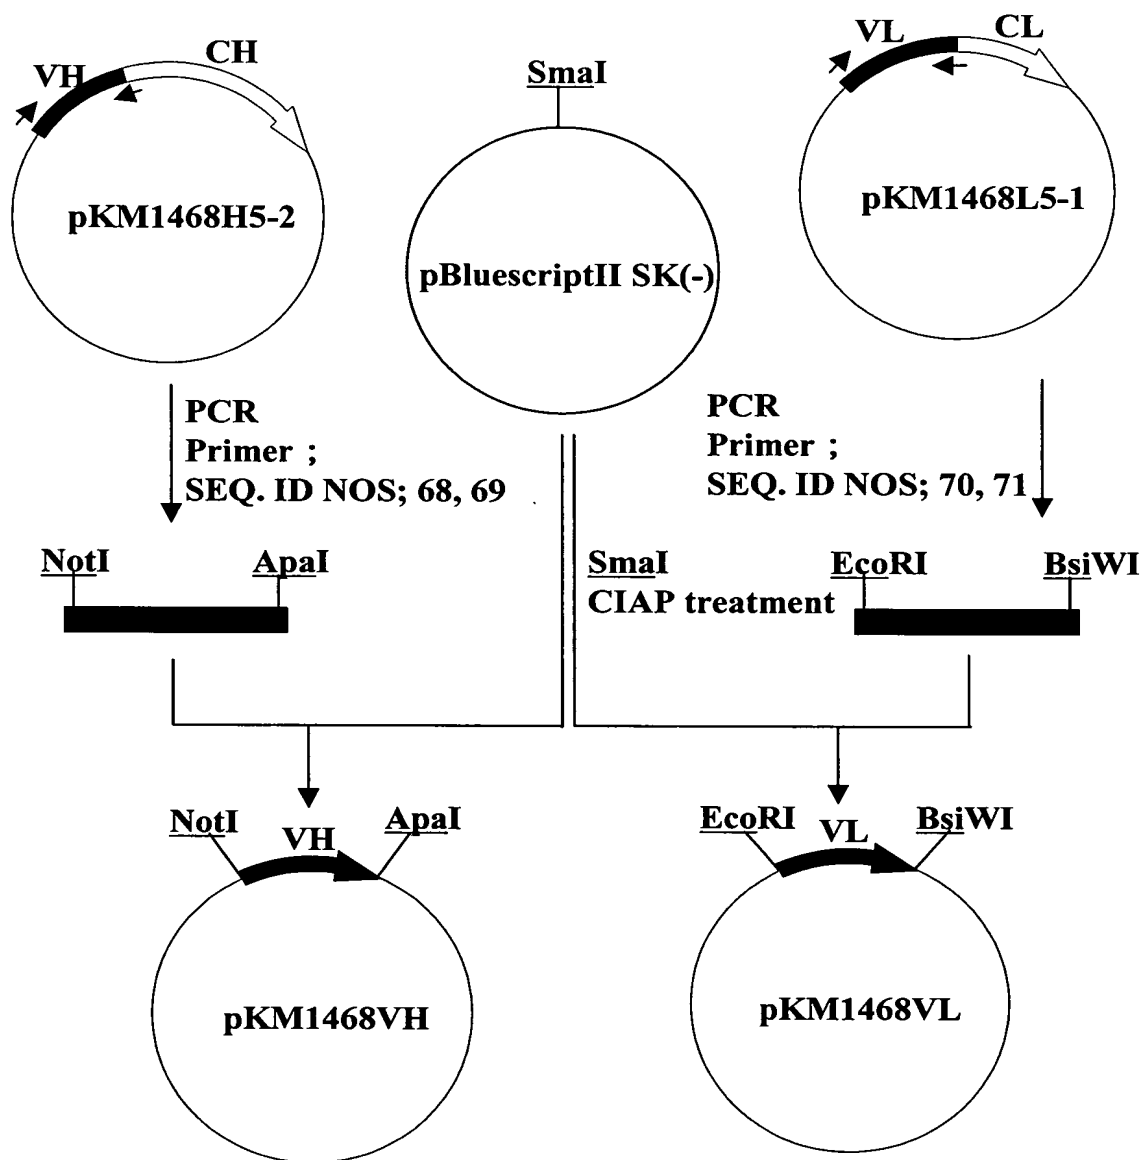 VH
CH
pKM1468H5-2
SmaI
pBluescriptII SK(-)
VL
CL
pKM1468L5-1
PCR
Primer ;
SEQ. ID NOS; 68, 69
PCR
Primer ;
SEQ. ID NOS; 70, 71
NotI
ApaI
SmaI
CIAP treatment
EcoRI
BsiWI
NotI
VH
ApaI
pKM1468VH
EcoRI
VL
BsiWI
pKM1468VL